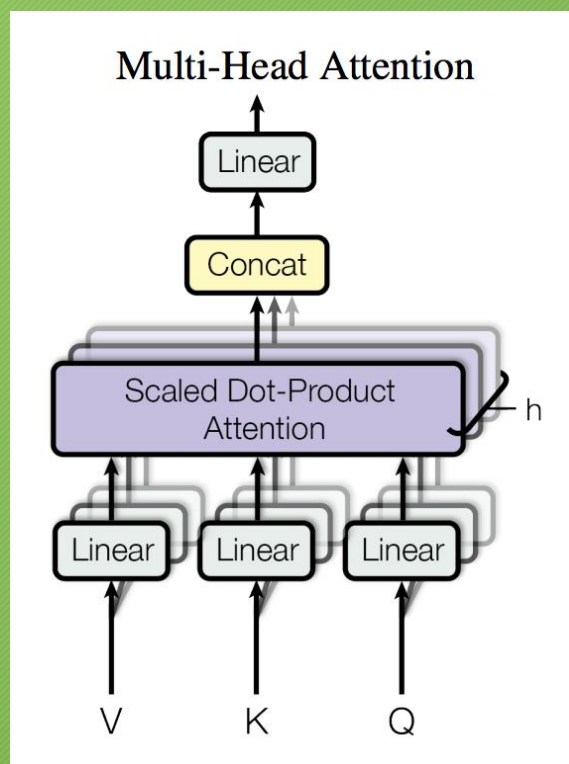 Multi-Head Attention
Linear
Concat
Scaled Dot-Product
Attention
h
Linear
Linear
Linear
V
K
Q